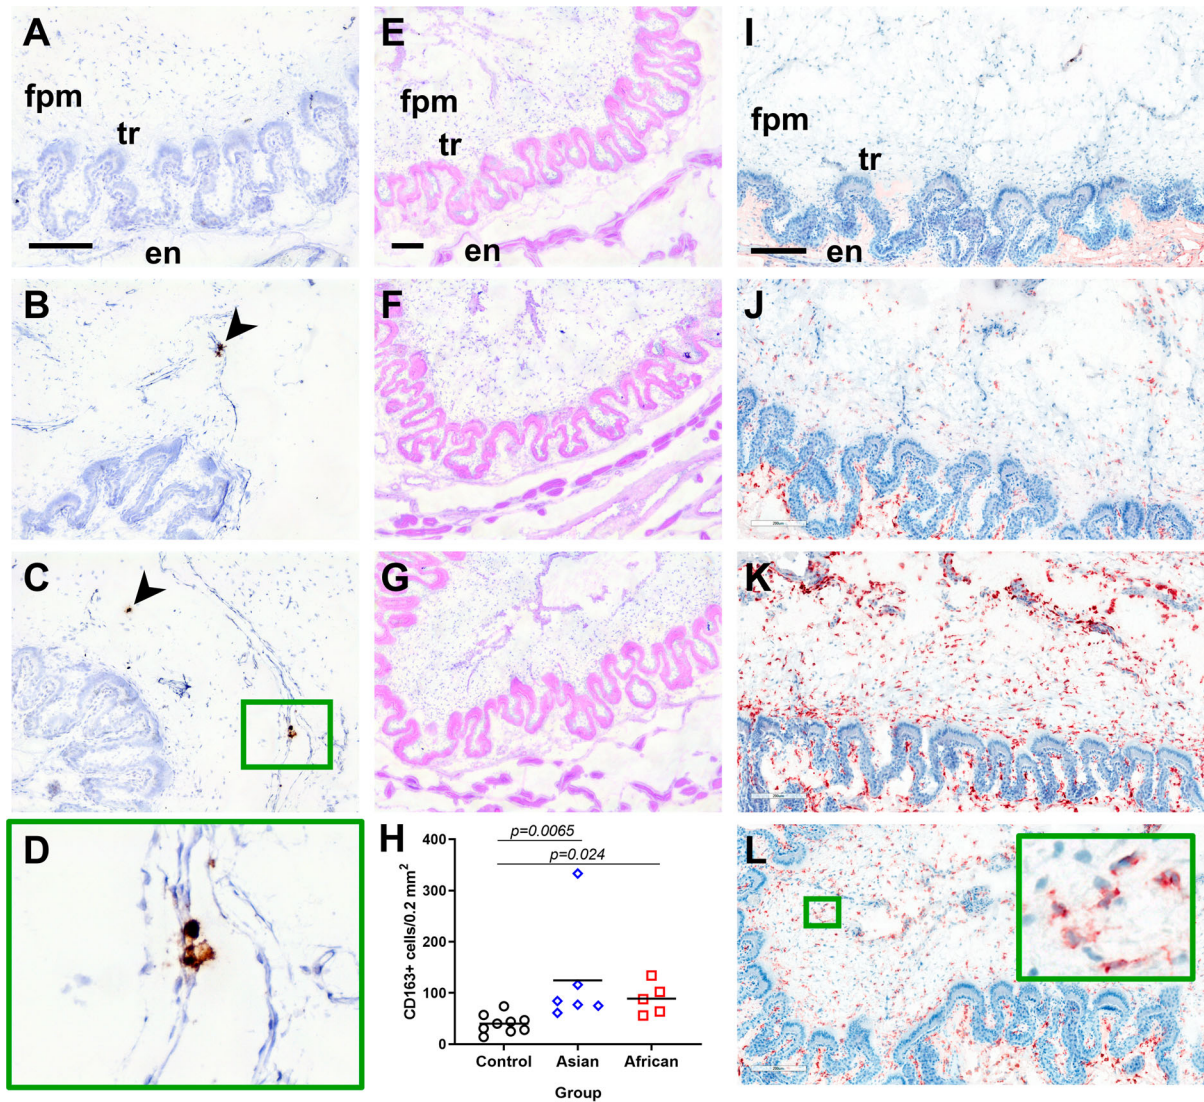 A
fpm
tr
en
E
fpm
tr
en
I
fpm
tr
en
B
F
J
C
G
K
D
H
p=0.0065
p=0.024
400
300
200
100
0
CD163+ cells/0.2 mm²
Control
Asian
African
Group
L